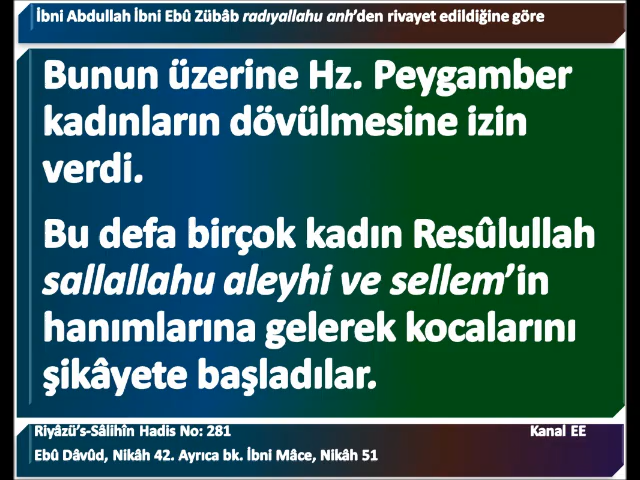 İbni Abdullah İbni Ebû Zübâb radıyallahu anh’den rivayet edildiğine göre
Bunun üzerine Hz. Peygamber
kadınların dövülmesine izin
verdi.
Bu defa birçok kadın Resûlullah
sallallahu aleyhi ve sellem’in
hanımlarına gelerek kocalarını
şikâyete başladılar.
Riyâzü’s-Sâlihîn Hadis No: 281 Kanal EE
Ebû Dâvûd, Nikâh 42. Ayrıca bk. İbni Mâce, Nikâh 51